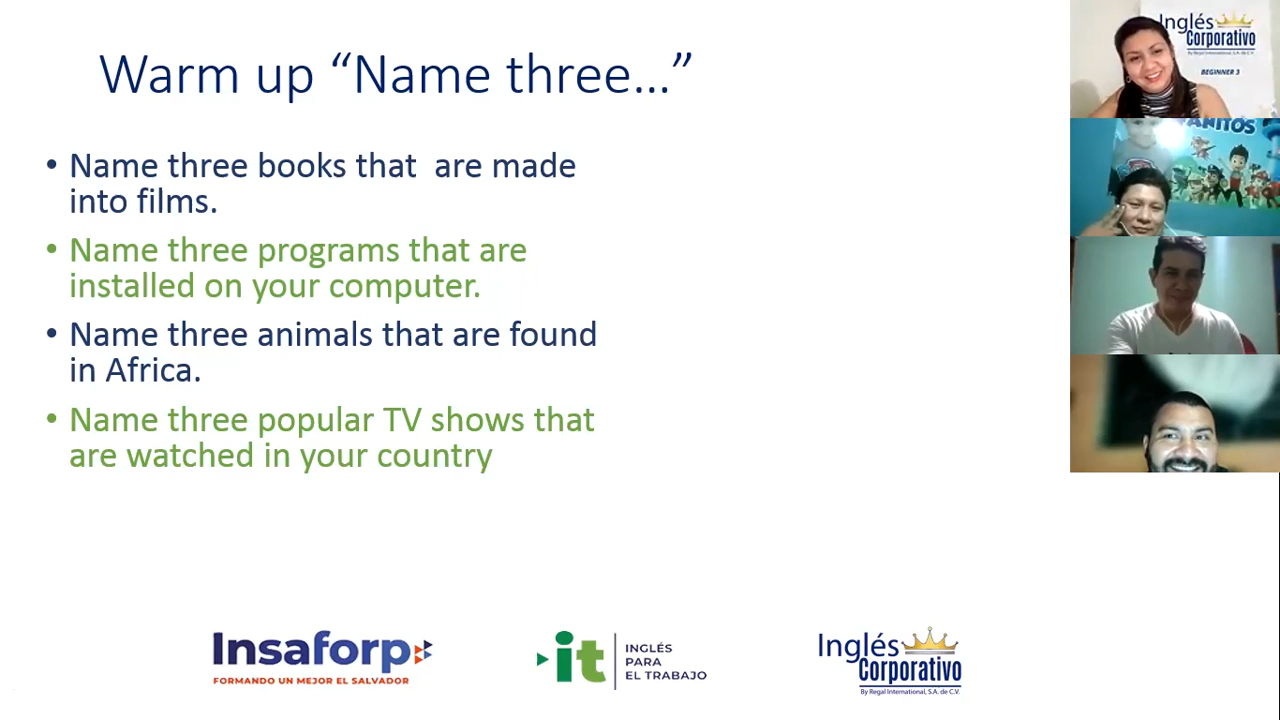 Warm up “Name three...”
• Name three books that are made
into films.
• Name three programs that are
installed on your computer.
• Name three animals that are found
in Africa.
• Name three popular TV shows that
are watched in your country
Insaforp
FORMANDO UN MEJOR EL SALVADOR
it
INGLÉS
PARA
EL TRABAJO
Inglés
Corporativo
By Regal International, S.A. de C.V.
Inglés
Corporativo
By Regal International, S.A. de C.V.
BEGINNER 3